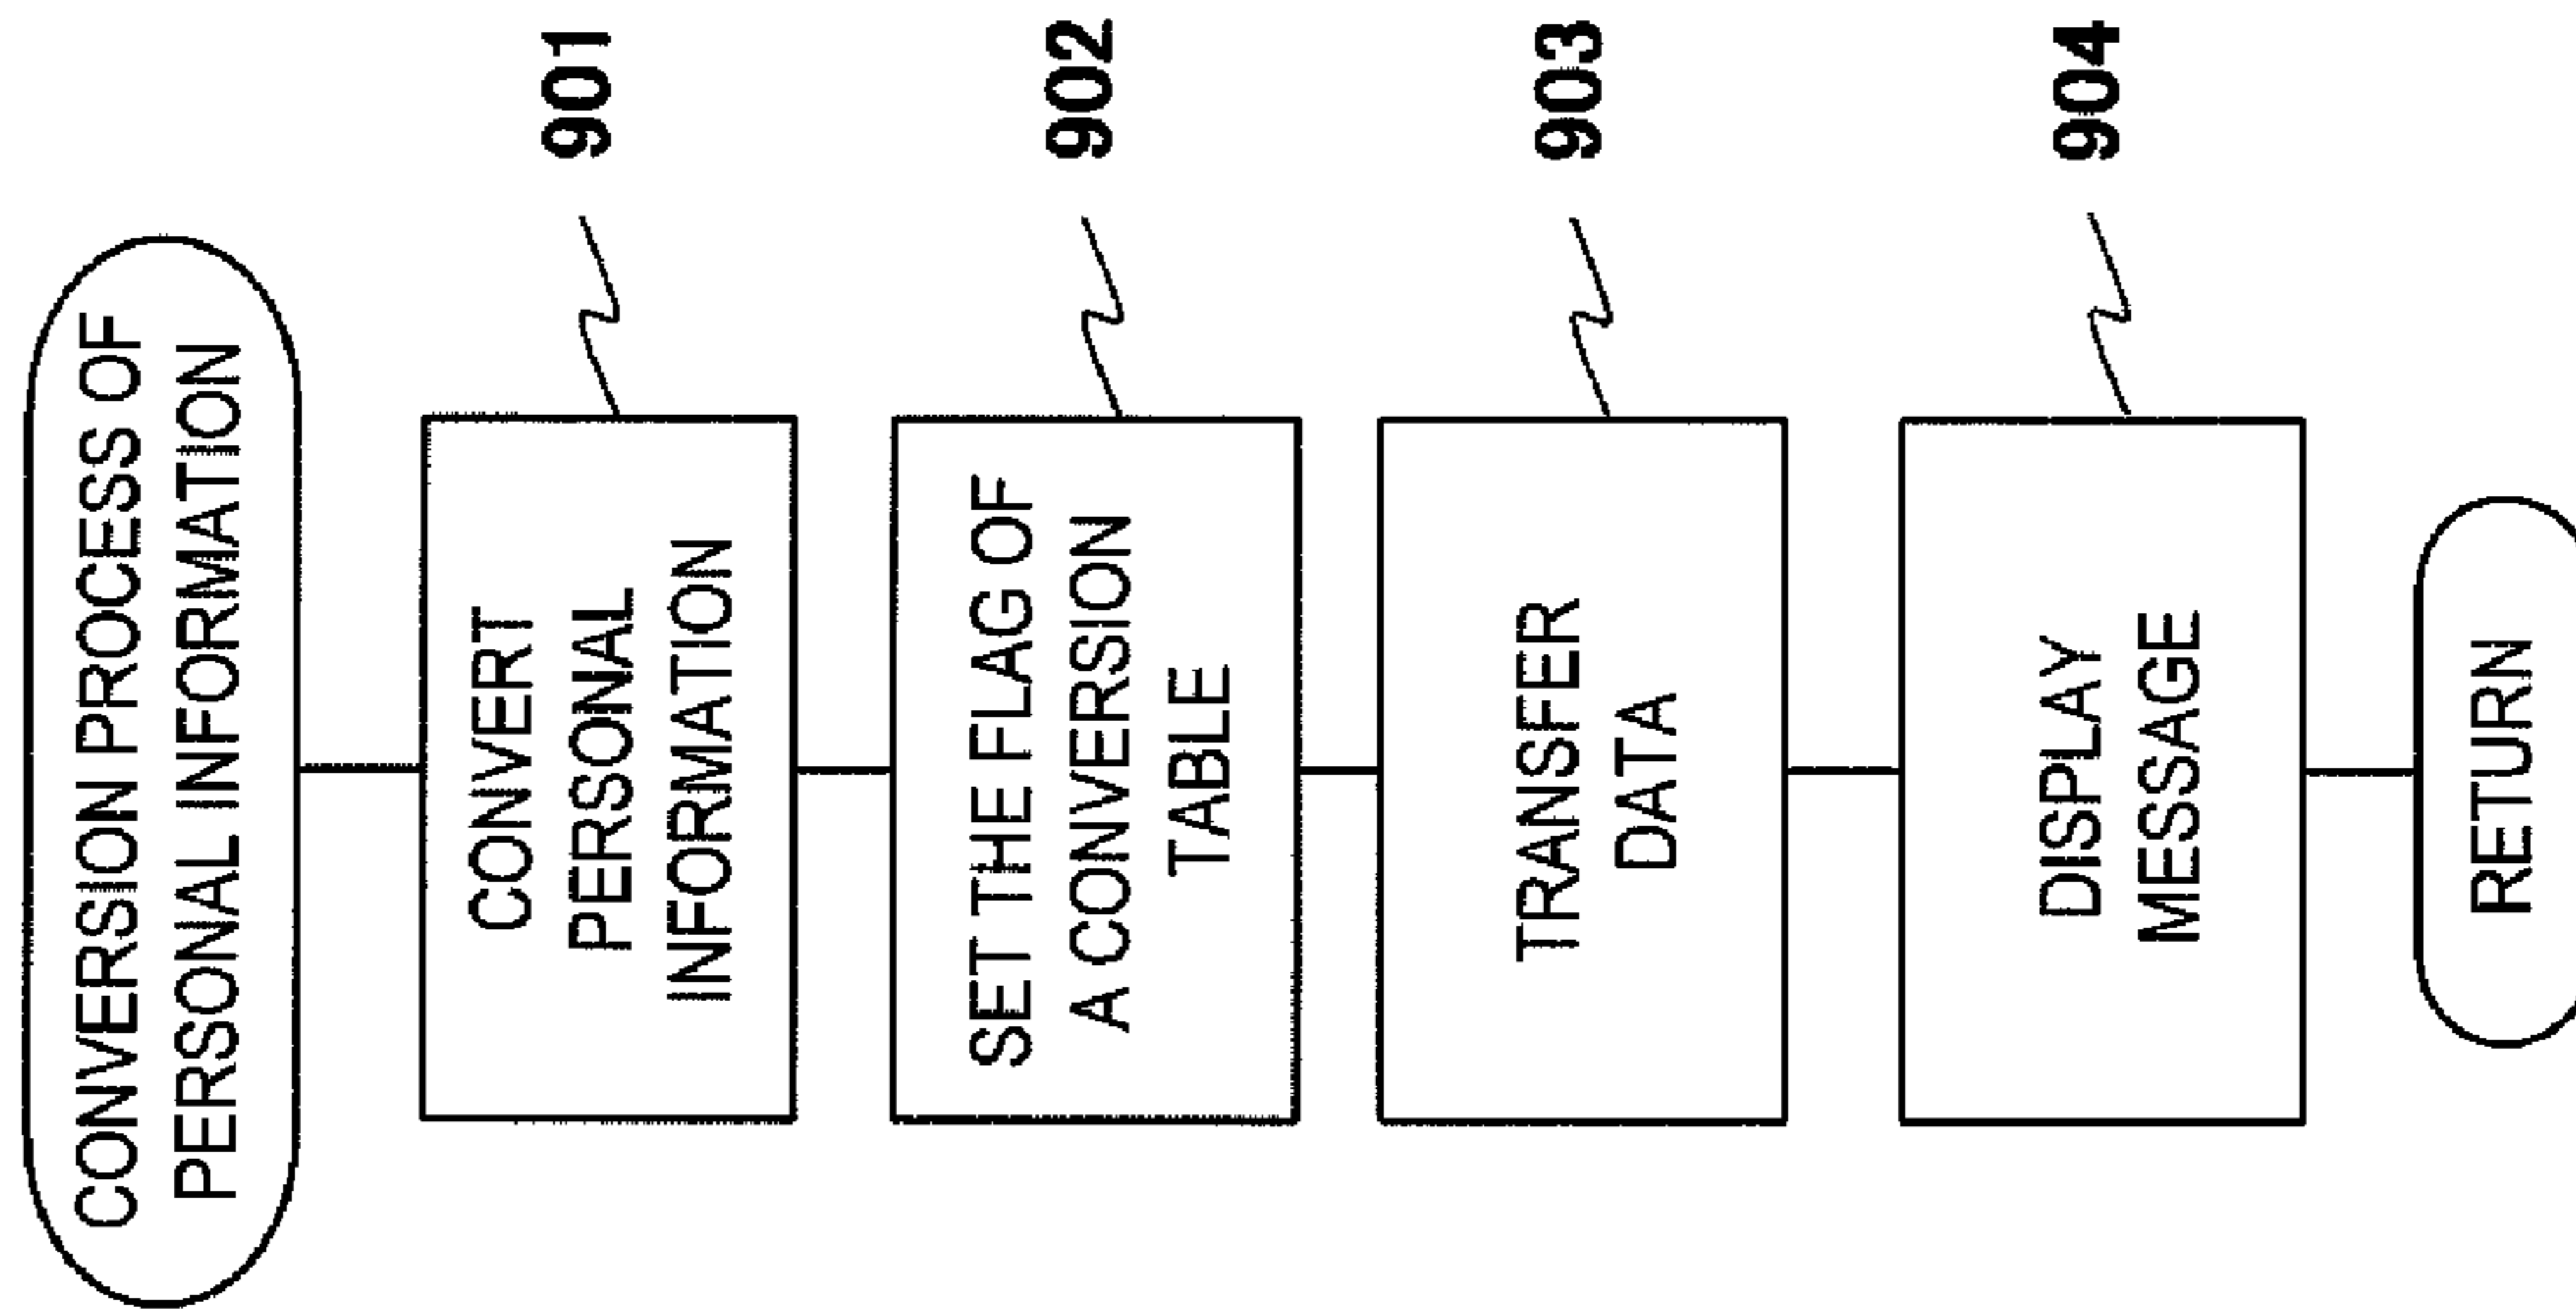 CONVERSION PROCESS OF
PERSONAL INFORMATION
CONVERT
PERSONAL
INFORMATION
901
SET THE FLAG OF
A CONVERSION
TABLE
902
TRANSFER
DATA
903
DISPLAY
MESSAGE
904
RETURN